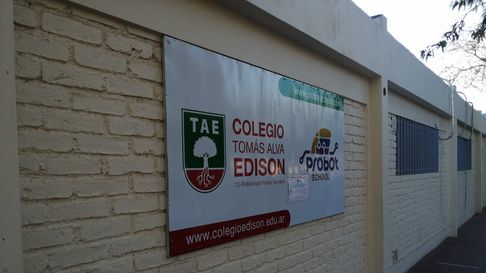 TAE
COLEGIO
TOMÁS ALVA
EDISON
probot
SCHOOL
www.colegioedison.edu.ar